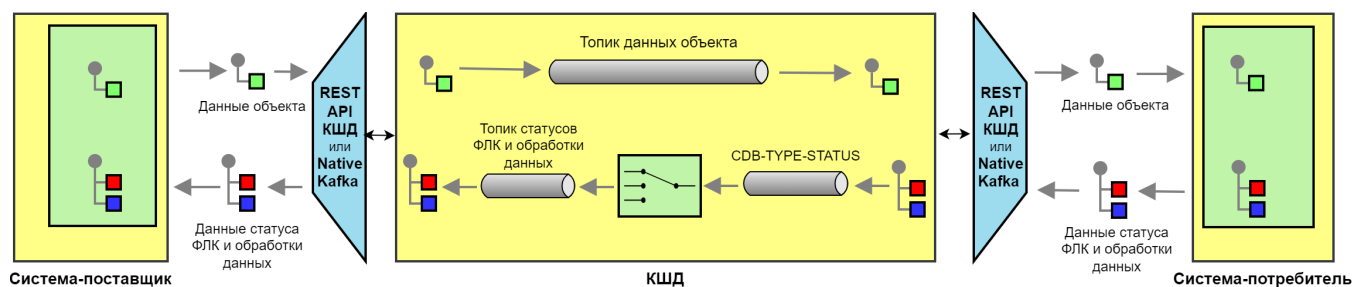 Топик данных объекта
Данные объекта
REST
API
КШД
или
Native
Kafka
Топик статусов
ФЛК и обработки
данных
CDB-TYPE-STATUS
REST
API
КШД
или
Native
Kafka
Данные объекта
Данные статуса
ФЛК и обработки
данных
Данные статуса
ФЛК и обработки
данных
Система-поставщик
КШД
Система-потребитель